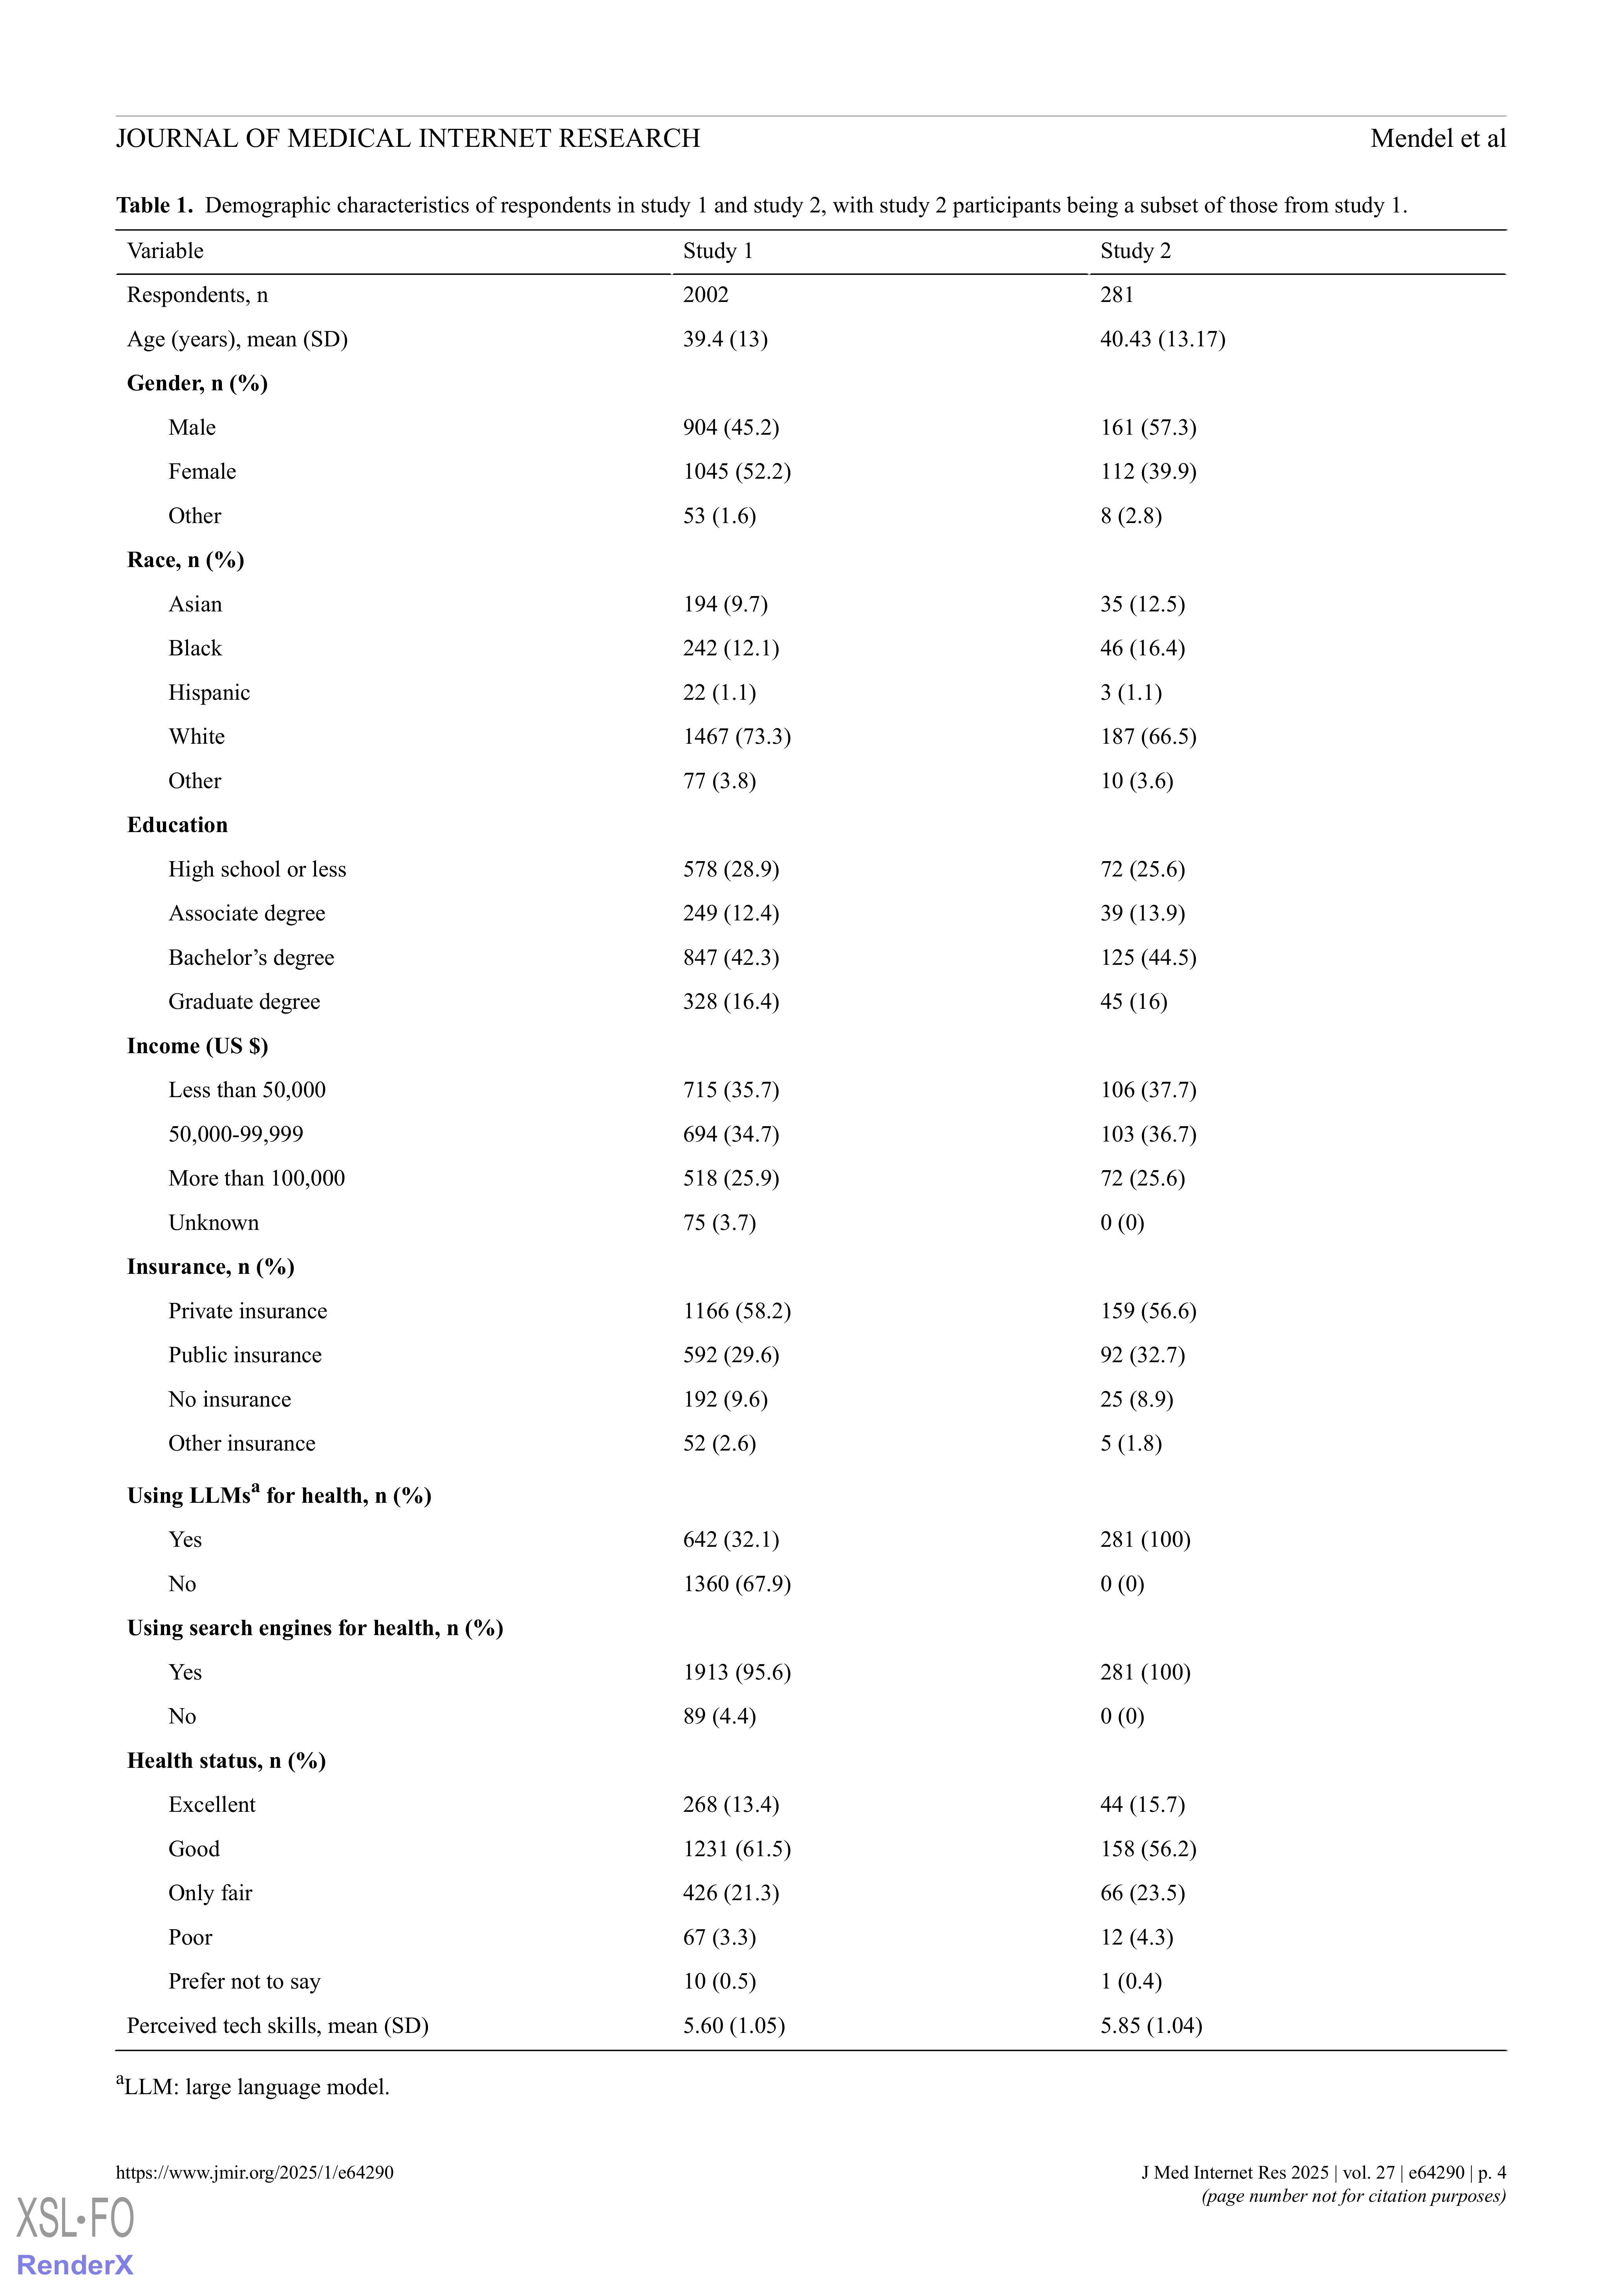 JOURNAL OF MEDICAL INTERNET RESEARCH Mendel et al
Table 1. Demographic characteristics of respondents in study 1 and study 2, with study 2 participants being a subset of those from study 1.
Variable Study 1 Study 2
Respondents, n 2002 281
Age (years), mean (SD) 39.4 (13) 40.43 (13.17)
Gender, n (%)
Male 904 (45.2) 161 (57.3)
Female 1045 (52.2) 112 (39.9)
Other 53 (1.6) 8 (2.8)
Race, n (%)
Asian 194 (9.7) 35 (12.5)
Black 242 (12.1) 46 (16.4)
Hispanic 22 (1.1) 3 (1.1)
White 1467 (73.3) 187 (66.5)
Other 77 (3.8) 10 (3.6)
Education
High school or less 578 (28.9) 72 (25.6)
Associate degree 249 (12.4) 39 (13.9)
Bachelor’s degree 847 (42.3) 125 (44.5)
Graduate degree 328 (16.4) 45 (16)
Income (US $)
Less than 50,000 715 (35.7) 106 (37.7)
50,000-99,999 694 (34.7) 103 (36.7)
More than 100,000 518 (25.9) 72 (25.6)
Unknown 75 (3.7) 0 (0)
Insurance, n (%)
Private insurance 1166 (58.2) 159 (56.6)
Public insurance 592 (29.6) 92 (32.7)
No insurance 192 (9.6) 25 (8.9)
Other insurance 52 (2.6) 5 (1.8)
Using LLMsa for health, n (%)
Yes 642 (32.1) 281 (100)
No 1360 (67.9) 0 (0)
Using search engines for health, n (%)
Yes 1913 (95.6) 281 (100)
No 89 (4.4) 0 (0)
Health status, n (%)
Excellent 268 (13.4) 44 (15.7)
Good 1231 (61.5) 158 (56.2)
Only fair 426 (21.3) 66 (23.5)
Poor 67 (3.3) 12 (4.3)
Prefer not to say 10 (0.5) 1 (0.4)
Perceived tech skills, mean (SD) 5.60 (1.05) 5.85 (1.04)
aLLM: large language model.
https://www.jmir.org/2025/1/e64290 J Med Internet Res 2025 | vol. 27 | e64290 | p. 4
(page number not for citation purposes)
XSL•FO
RenderX